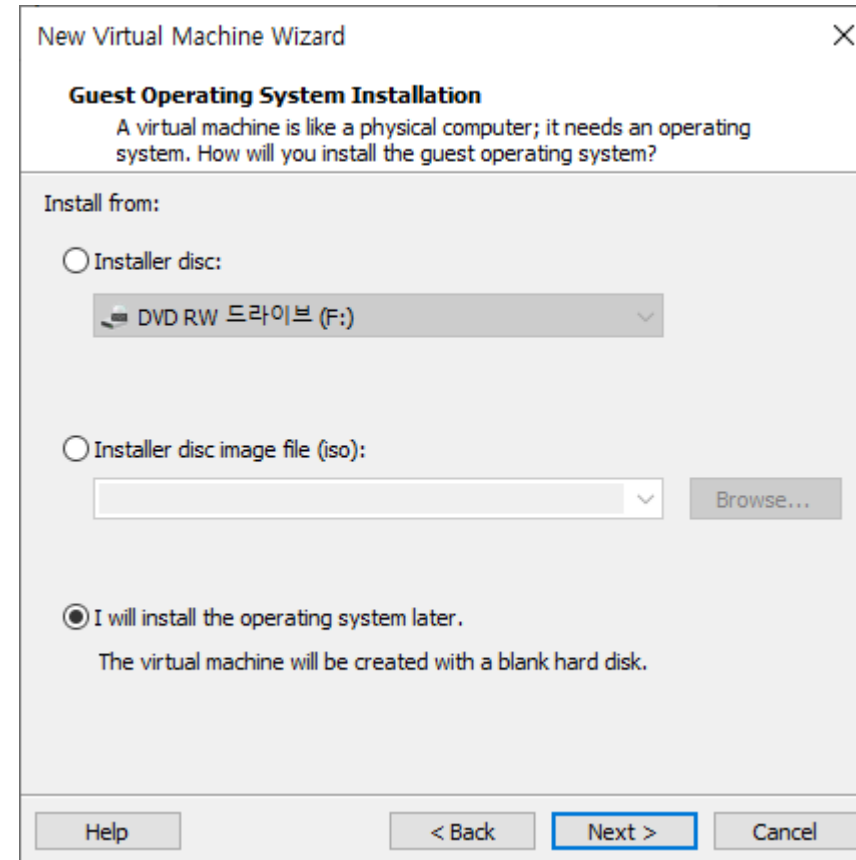 New Virtual Machine Wizard
Guest Operating System Installation
A virtual machine is like a physical computer; it needs an operating
system. How will you install the guest operating system?
Install from:
Installer disc:
DVD RW 드라이브 (F:)
Installer disc image file (iso):
Browse...
I will install the operating system later.
The virtual machine will be created with a blank hard disk.
Help
< Back
Next >
Cancel